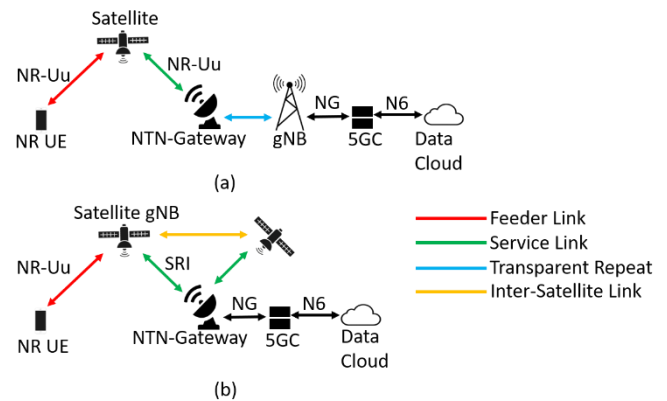 Satellite
NR-Uu
NR-Uu
NG
N6
NR UE
NTN-Gateway
gNB
5GC
Data
Cloud
(a)
Satellite gNB
NR-Uu
SRI
NG
N6
NR UE
NTN-Gateway
5GC
Data
Cloud
(b)
Feeder Link
Service Link
Transparent Repeat
Inter-Satellite Link